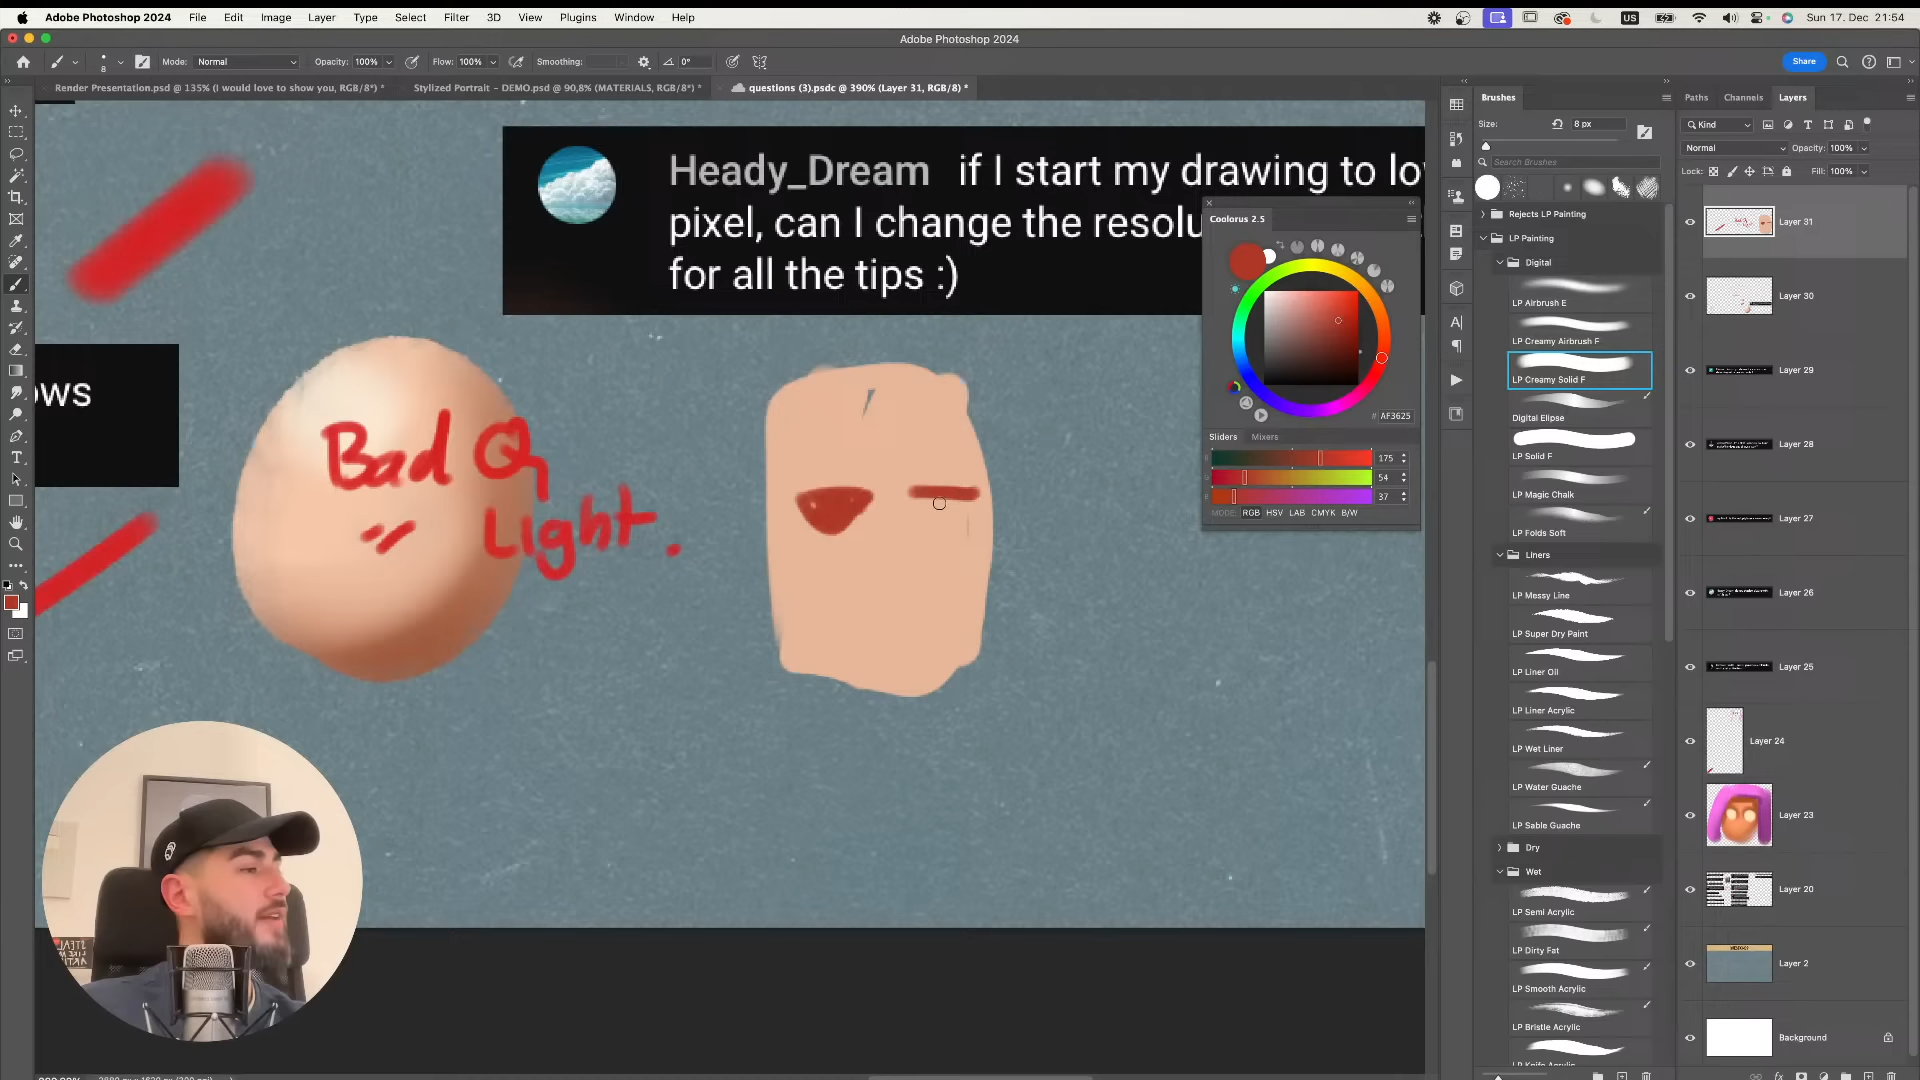 Adobe Photoshop 2024 File Edit Image Layer Type Select Filter 3D View Plugins Window Help
US Sun 17. Dec 21:54
Adobe Photoshop 2024
8 Mode: Normal Opacity: 100% Flow: 100% Smoothing: 0° Share
Render Presentation.psd @ 135% (I would love to show you, RGB/8*) * Stylized Portrait - DEMO.psd @ 90,8% (MATERIALS, RGB/8*) * questions (3).psdc @ 390% (Layer 31, RGB/8) *
Heady_Dream if I start my drawing to lo
pixel, can I change the resolu
for all the tips :)
ows
Bad Q
Light.
Coolorus 2.5
# AF3625
Sliders Mixers
175
54
37
MODE: RGB HSV LAB CMYK B/W
Brushes
Size: 8 px
Search Brushes
Rejects LP Painting
LP Painting
Digital
LP Airbrush E
LP Creamy Airbrush F
LP Creamy Solid F
Digital Elipse
LP Solid F
LP Magic Chalk
LP Folds Soft
Liners
LP Messy Line
LP Super Dry Paint
LP Liner Oil
LP Liner Acrylic
LP Wet Liner
LP Water Guache
LP Sable Guache
Dry
Wet
LP Semi Acrylic
LP Dirty Fat
LP Smooth Acrylic
LP Bristle Acrylic
Paths Channels Layers
Kind
Normal Opacity: 100%
Lock: Fill: 100%
Layer 31
Layer 30
Layer 29
Layer 28
Layer 27
Layer 26
Layer 25
Layer 24
Layer 23
Layer 20
Layer 2
Background